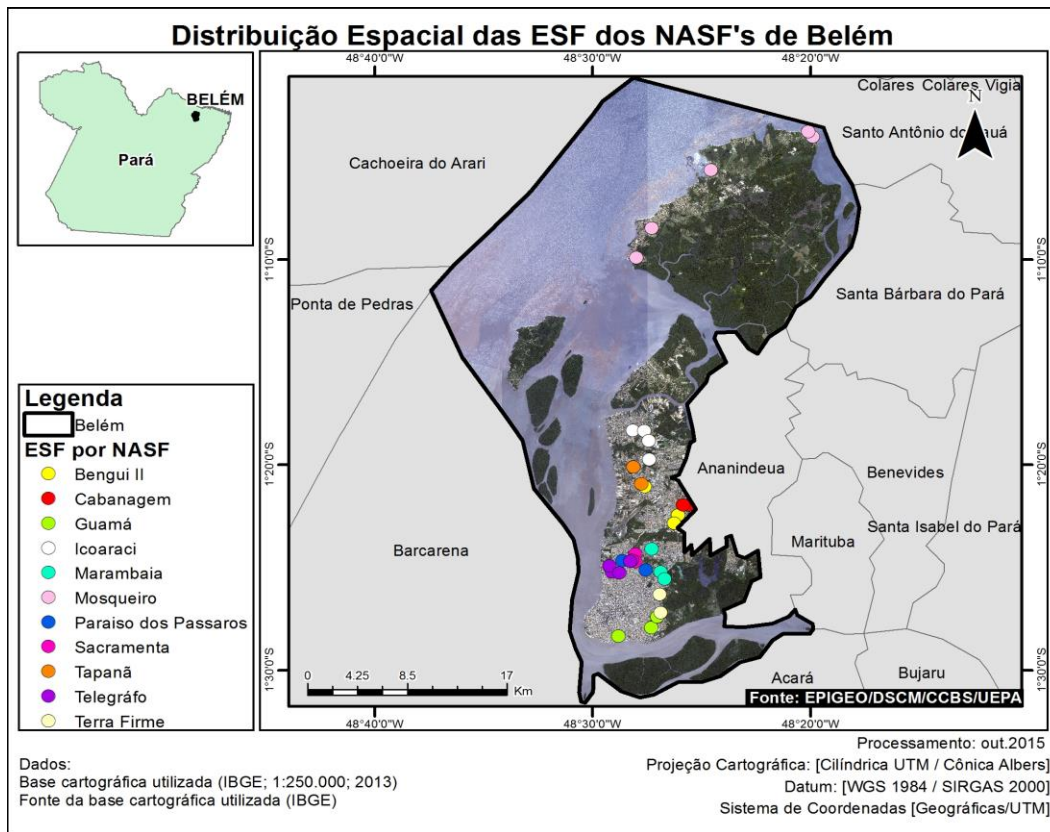 Distribuição Espacial das ESF dos NASF's de Belém
BELÉM
Pará
48°40'0"W
48°30'0"W
48°20'0"W
Colares Colares Vigia
N
Santo Antônio do Tauá
Cachoeira do Arari
1°10'0"S
1°10'0"S
Santa Bárbara do Pará
Ponta de Pedras
1°20'0"S
1°20'0"S
Ananindeua
Benevides
Santa Isabel do Pará
Marituba
Barcarena
1°30'0"S
1°30'0"S
Acará
Bujaru
0
4.25
8.5
17
Km
Fonte: EPIGEO/DSCM/CCBS/UEPA
48°40'0"W
48°30'0"W
48°20'0"W
Legenda
Belém
ESF por NASF
Bengui II
Cabanagem
Guamá
Icoaraci
Marambaia
Mosqueiro
Paraiso dos Passaros
Sacramenta
Tapanã
Telegráfo
Terra Firme
Dados:
Base cartográfica utilizada (IBGE; 1:250.000; 2013)
Fonte da base cartográfica utilizada (IBGE)
Processamento: out.2015
Projeção Cartográfica: [Cilíndrica UTM / Cônica Albers]
Datum: [WGS 1984 / SIRGAS 2000]
Sistema de Coordenadas [Geográficas/UTM]